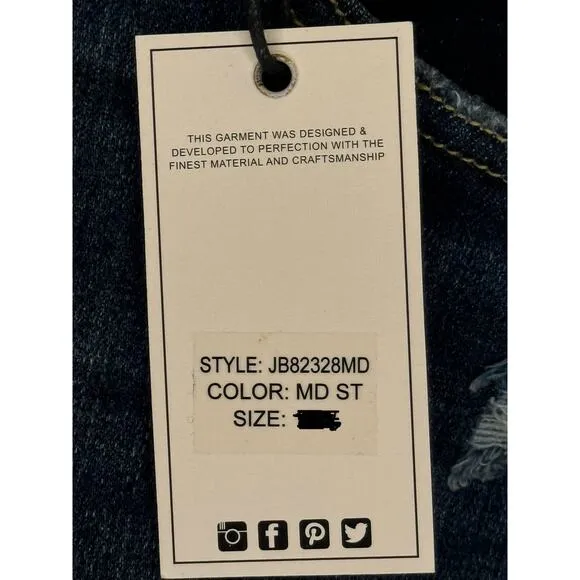 THIS GARMENT WAS DESIGNED &
DEVELOPED TO PERFECTION WITH THE
FINEST MATERIAL AND CRAFTSMANSHIP
STYLE: JB82328MD
COLOR: MD ST
SIZE: